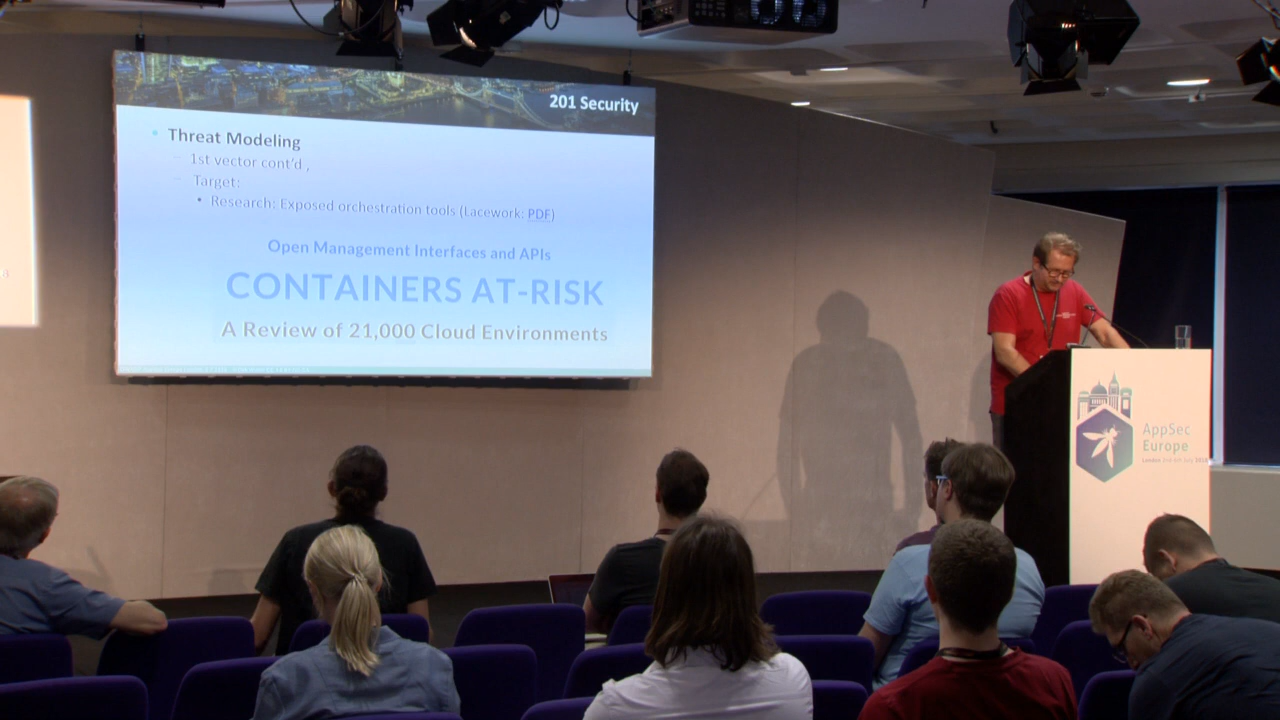 201 Security
Threat Modeling
1st vector cont'd ,
Target:
Research: Exposed orchestration tools (Lacework: PDF)
Open Management Interfaces and APIs
CONTAINERS AT-RISK
A Review of 21,000 Cloud Environments
AppSec
Europe